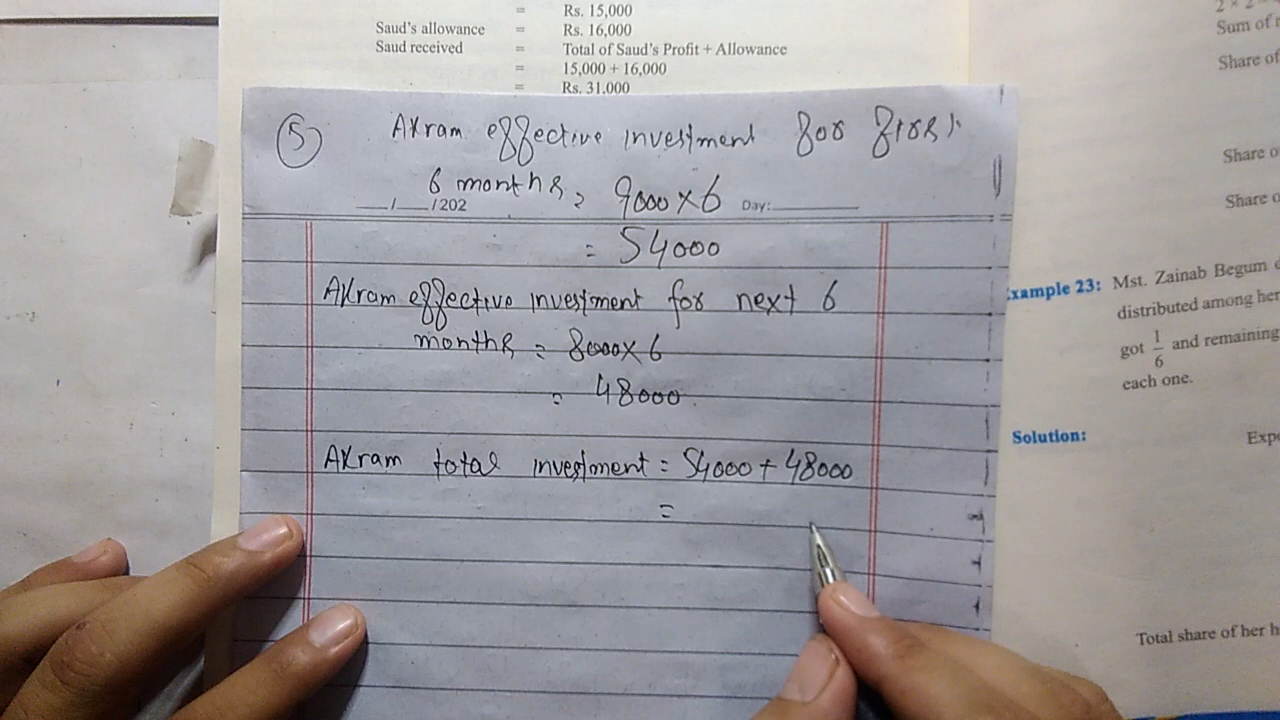 = Rs. 15,000
Saud's allowance = Rs. 16,000
Saud received = Total of Saud's Profit + Allowance
= 15,000 + 16,000
= Rs. 31,000
5 Akram effective investment for first
6 months = 9000 × 6
__/__/202 Day:
= 54000
Akram effective investment for next 6
months = 8000 × 6
= 48000
Akram total investment = 54000 + 48000
=
Sum of
Share of
Share o
Share o
Example 23: Mst. Zainab Begum
distributed among her
got 1/6 and remaining
each one.
Solution: Exp
Total share of her h